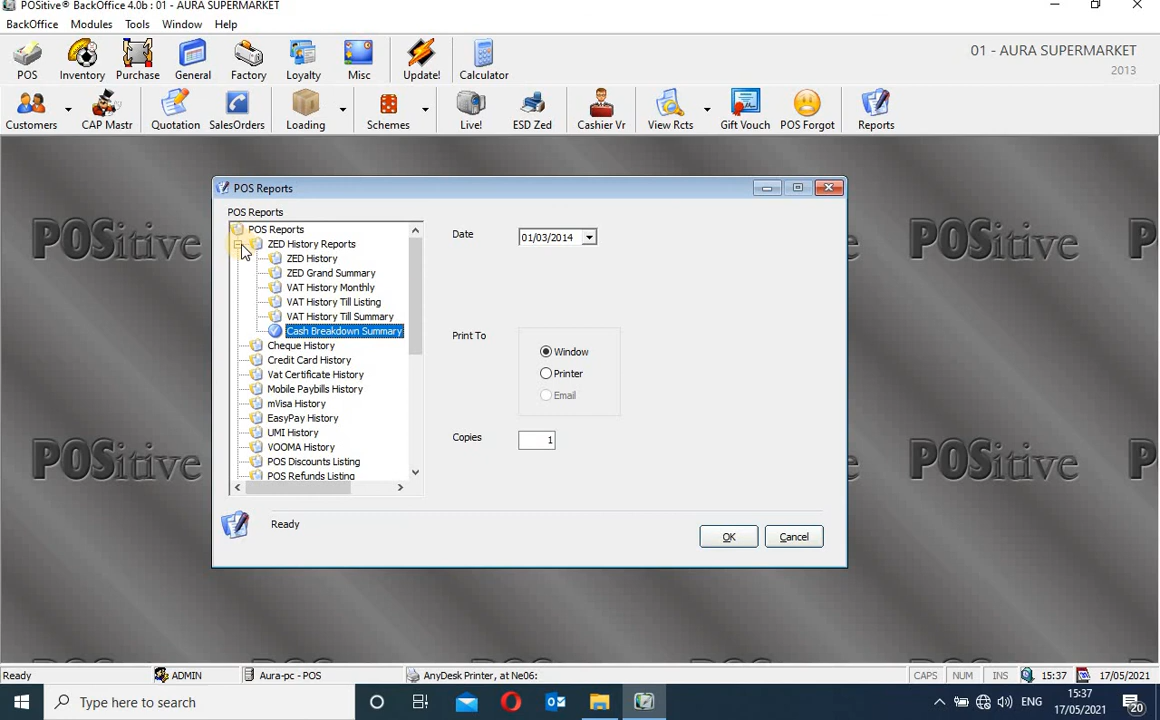 POSitive® BackOffice 4.0b : 01 - AURA SUPERMARKET
BackOffice Modules Tools Window Help
POS Inventory Purchase General Factory Loyalty Misc Update! Calculator
01 - AURA SUPERMARKET
2013
Customers CAP Mastr Quotation SalesOrders Loading Schemes Live! ESD Zed Cashier Vr View Rcts Gift Vouch POS Forgot Reports
POS Reports
POS Reports
POS Reports
ZED History Reports
ZED History
ZED Grand Summary
VAT History Monthly
VAT History Till Listing
VAT History Till Summary
Cash Breakdown Summary
Cheque History
Credit Card History
Vat Certificate History
Mobile Paybills History
mVisa History
EasyPay History
UMI History
VOOMA History
POS Discounts Listing
POS Refunds Listing
Date 01/03/2014
Print To
Window
Printer
Email
Copies 1
Ready
OK Cancel
POSitive POSitive
POSitive POSitive
Ready ADMIN Aura-pc - POS AnyDesk Printer, at Ne06: CAPS NUM INS 15:37 17/05/2021
Type here to search
ENG
15:37
17/05/2021
20